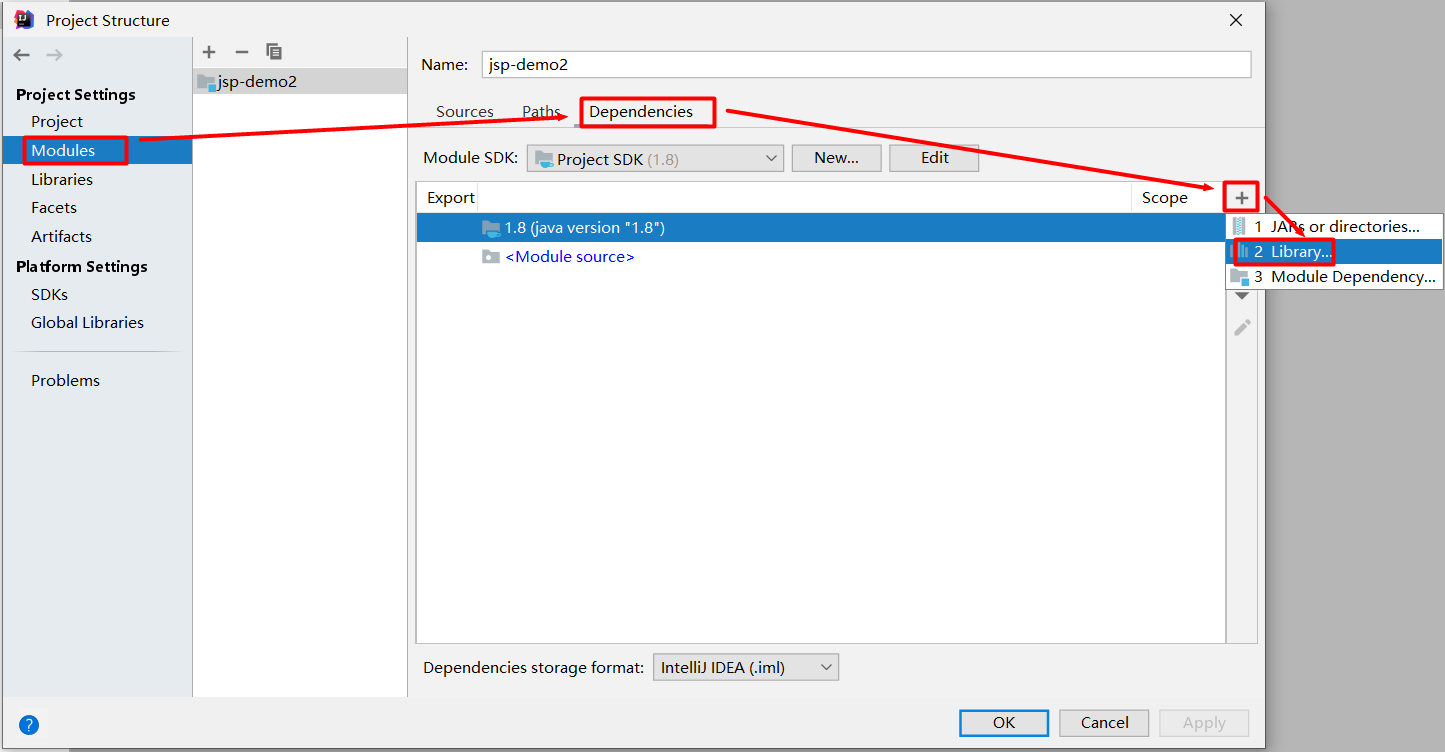 Project Structure
Project Settings
Project
Modules
Libraries
Facets
Artifacts
Platform Settings
SDKs
Global Libraries
Problems
jsp-demo2
Name: jsp-demo2
Sources Paths Dependencies
Module SDK: Project SDK (1.8) New... Edit
Export Scope
1.8 (java version "1.8")
<Module source>
1 JARs or directories...
2 Library...
3 Module Dependency...
Dependencies storage format: IntelliJ IDEA (.iml)
? OK Cancel Apply